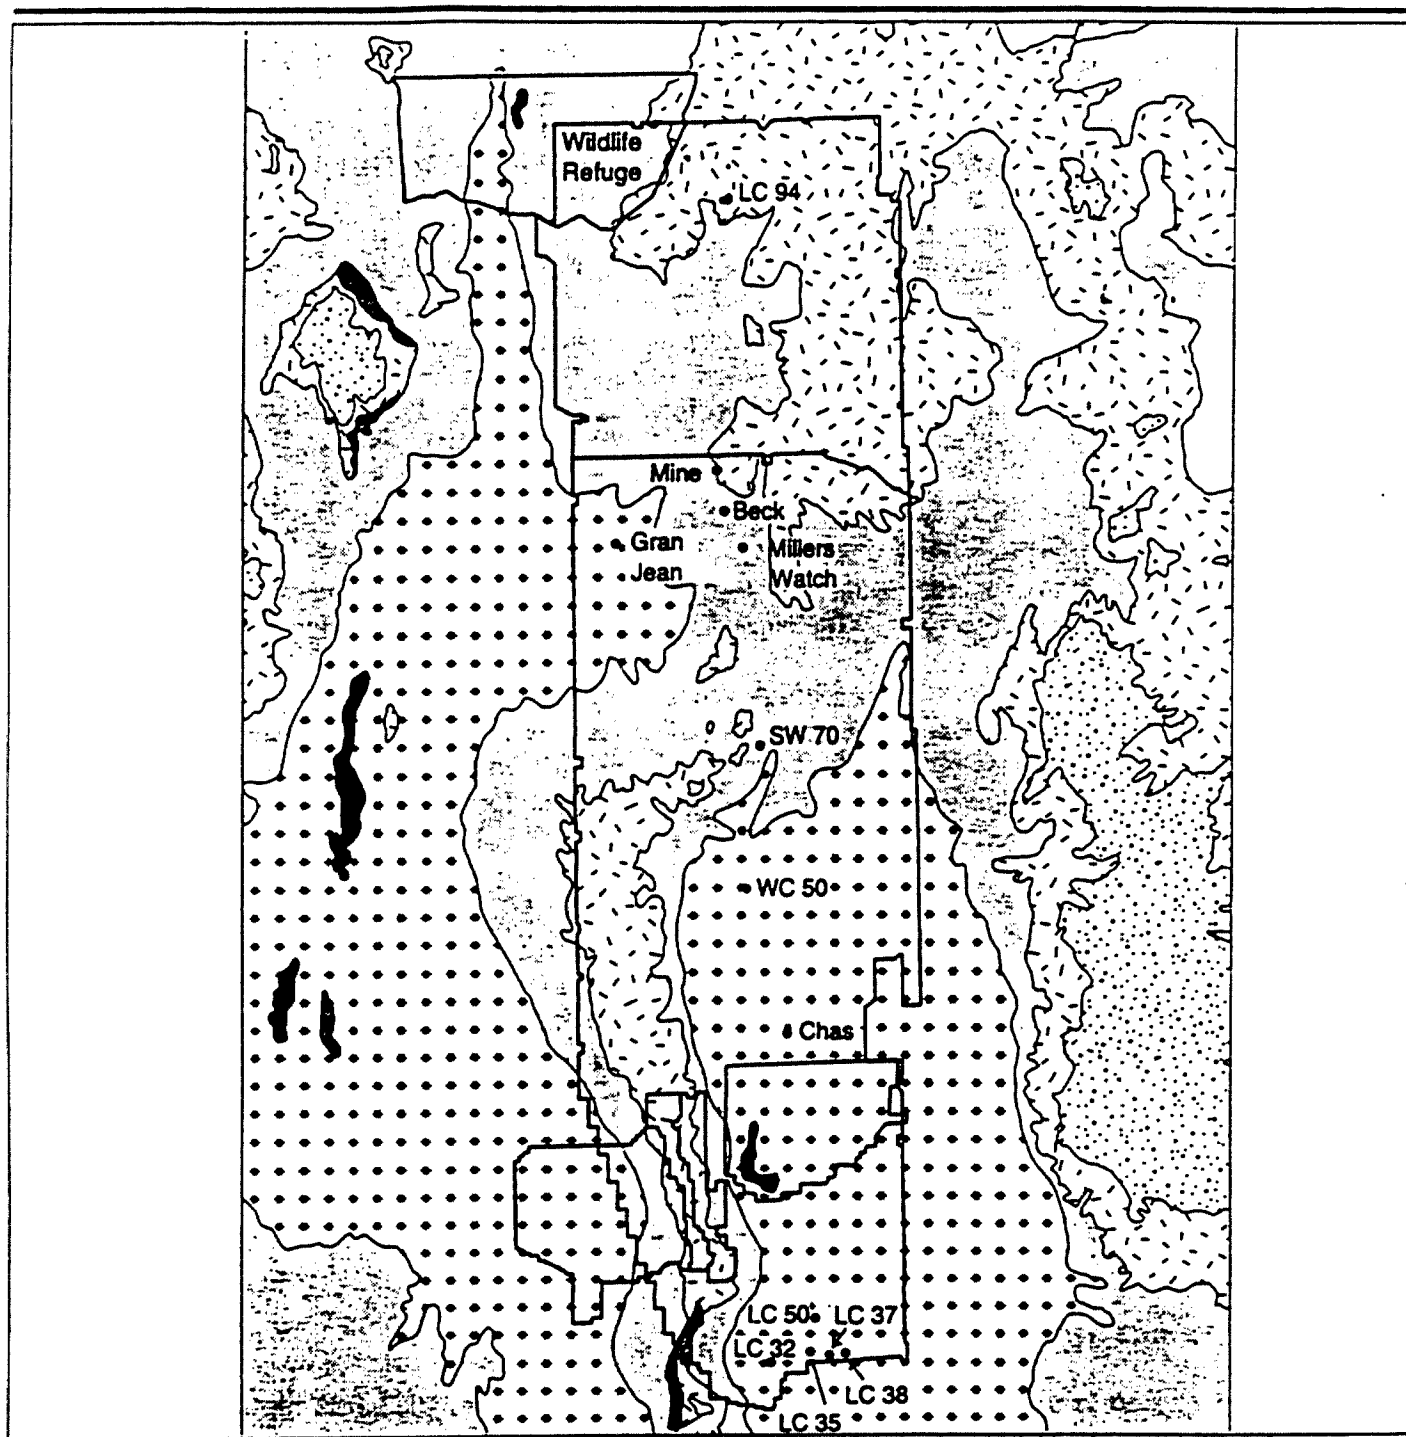 Wildlife
Refuge
LC 94
Mine
Beck
Gran
Jean
Millers
Watch
SW 70
WC 50
Chas
LC 50
LC 37
LC 32
LC 38
LC 35